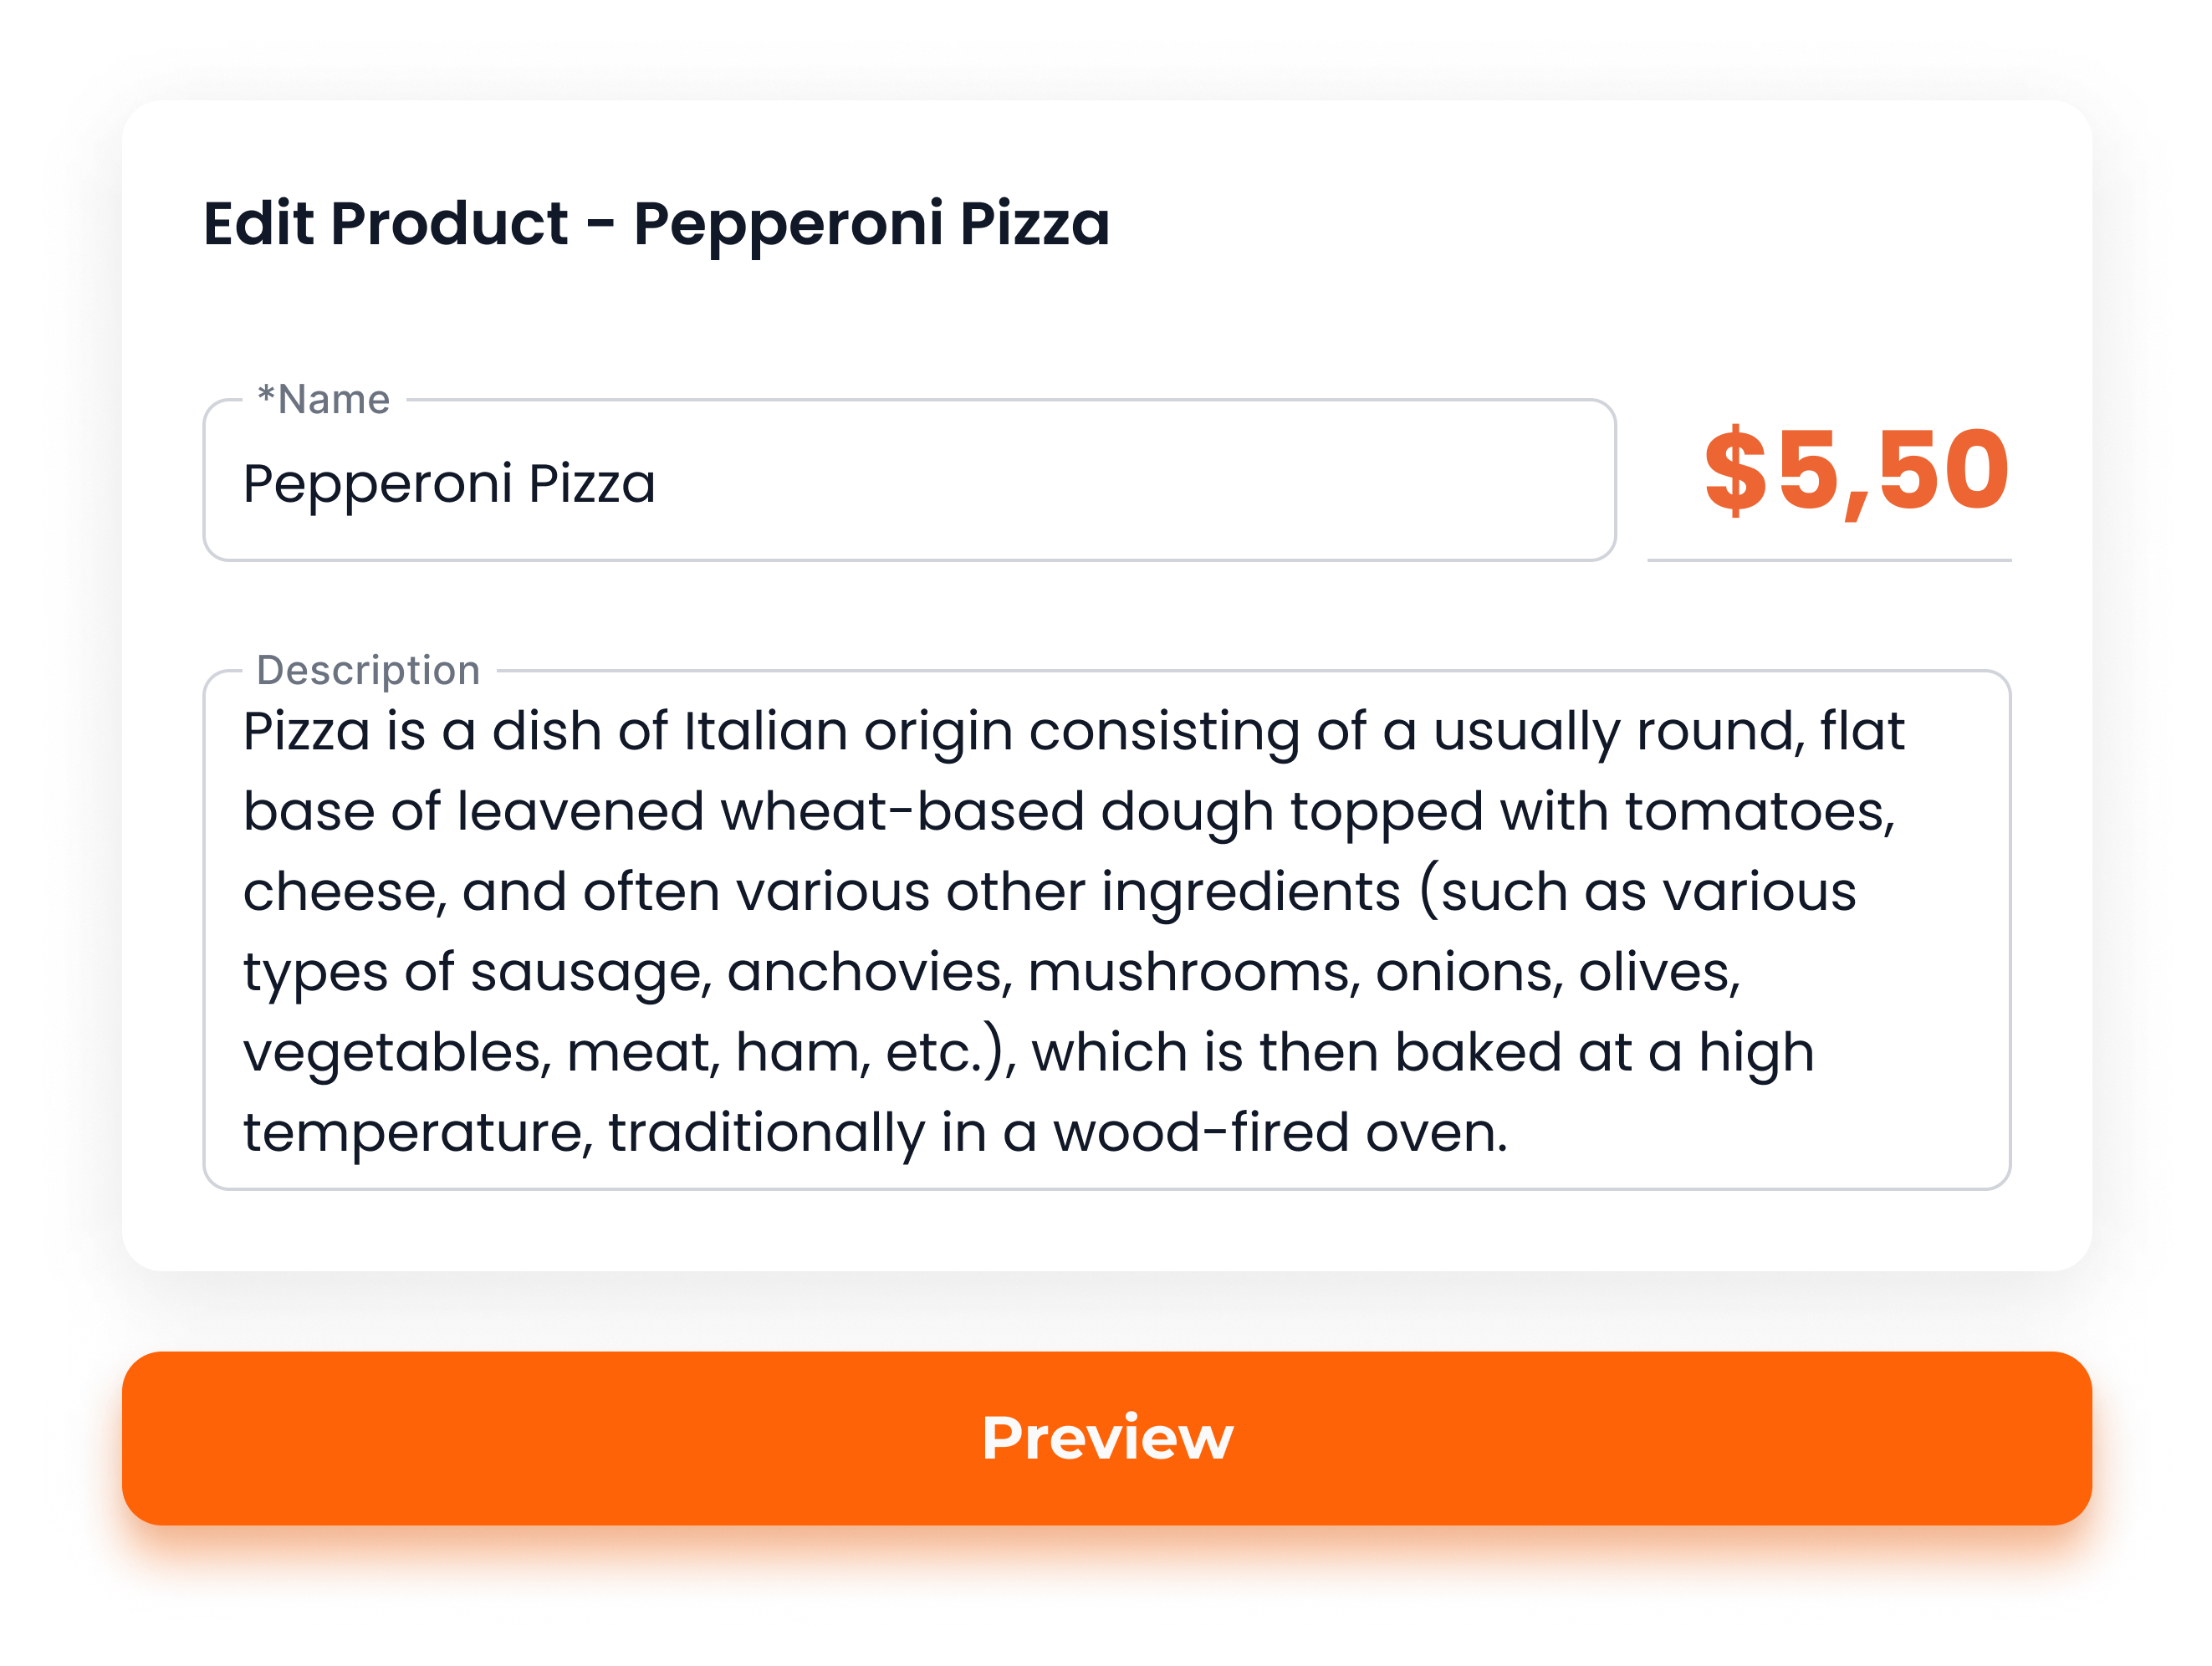 Edit Product - Pepperoni Pizza
*Name
Pepperoni Pizza
$5,50
Description
Pizza is a dish of Italian origin consisting of a usually round, flat
base of leavened wheat-based dough topped with tomatoes,
cheese, and often various other ingredients (such as various
types of sausage, anchovies, mushrooms, onions, olives,
vegetables, meat, ham, etc.), which is then baked at a high
temperature, traditionally in a wood-fired oven.
Preview